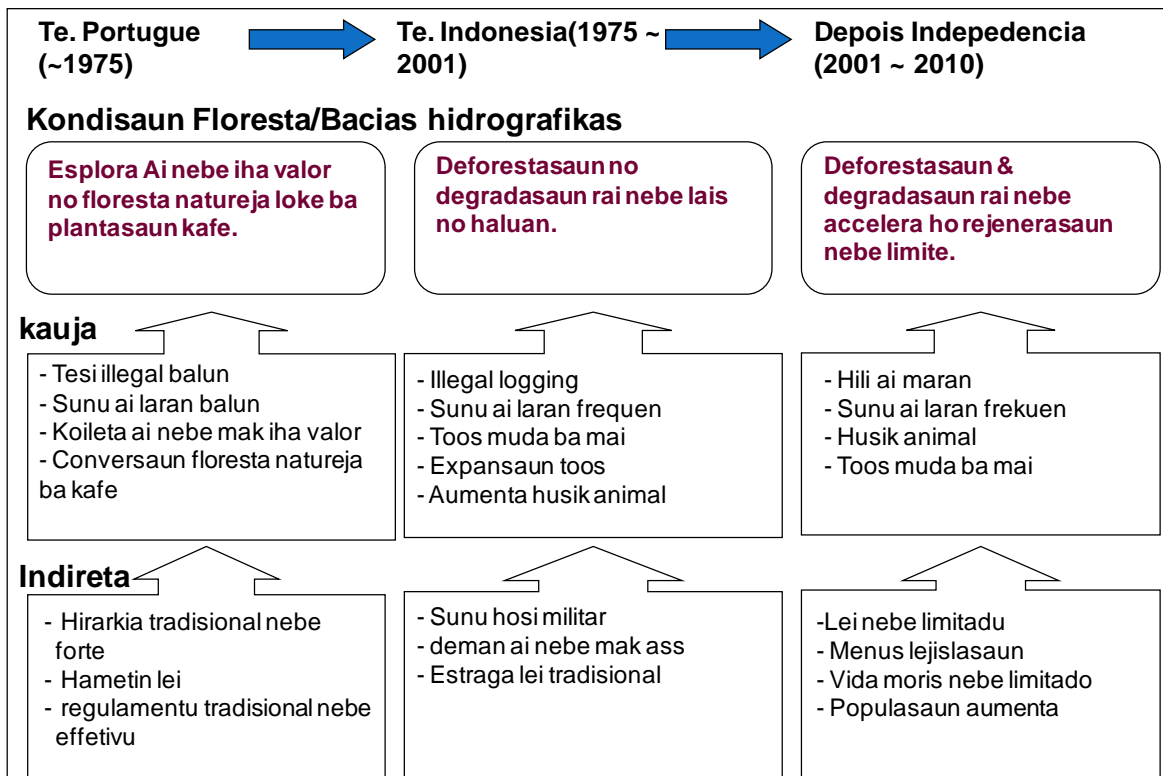 Te. Portugue
(~1975)
Te. Indonesia(1975 ~
2001)
Depois Indepedencia
(2001 ~ 2010)
Kondisaun Floresta/Bacias hidrografikas
Esplora Ai nebe iha valor
no floresta natureja loke ba
plantasaun kafe.
Deforestasaun no
degradasaun rai nebe lais
no haluan.
Deforestasaun &
degradasaun rai nebe
accelera ho rejenerasaun
nebe limite.
kauja
- Tesi illegal balun
- Sunu ai laran balun
- Koileta ai nebe mak iha valor
- Conversaun floresta natureja
ba kafe
- Illegal logging
- Sunu ai laran frequen
- Toos muda ba mai
- Expansaun toos
- Aumenta husik animal
- Hili ai maran
- Sunu ai laran frekuen
- Husik animal
- Toos muda ba mai
Indireta
- Hirarkia tradisional nebe
forte
- Hametin lei
- regulamentu tradisional nebe
effetivu
- Sunu hosi militar
- deman ai nebe mak ass
- Estraga lei tradisional
-Lei nebe limitadu
- Menus lejislasaun
- Vida moris nebe limitado
- Populasaun aumenta